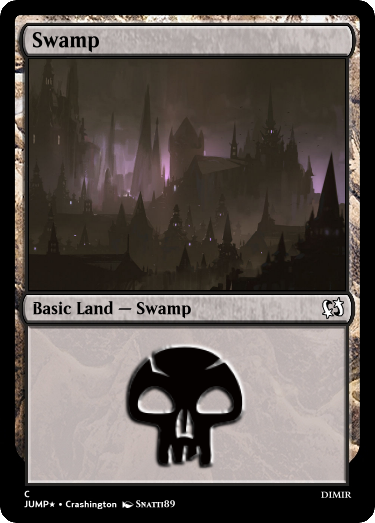 Swamp
Basic Land — Swamp
C
DIMIR
JUMP★ • Crashington Snatti89